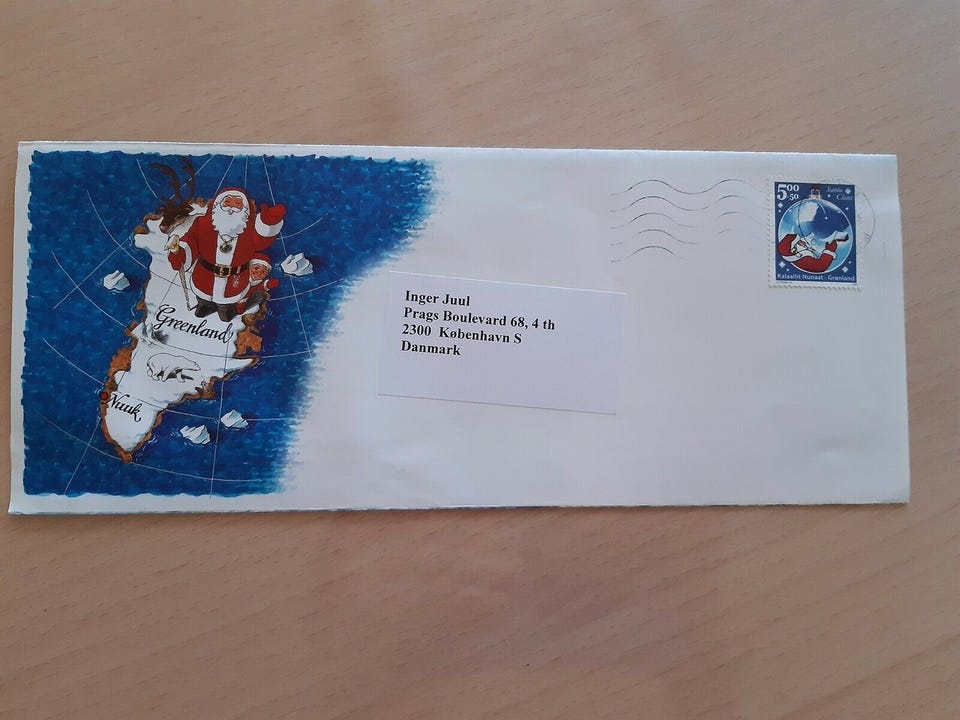 Greenland
Nuuk
Inger Juul
Prags Boulevard 68, 4 th
2300 København S
Danmark
5.00
.50
Santa
Claus
Kalaallit Nunaat · Grønland